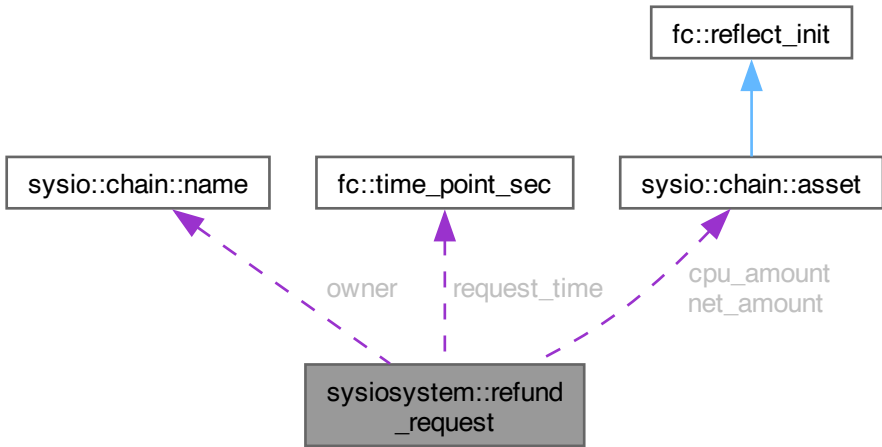 fc::reflect_init
sysio::chain::name
fc::time_point_sec
sysio::chain::asset
owner
request_time
cpu_amount
net_amount
sysiosystem::refund
_request